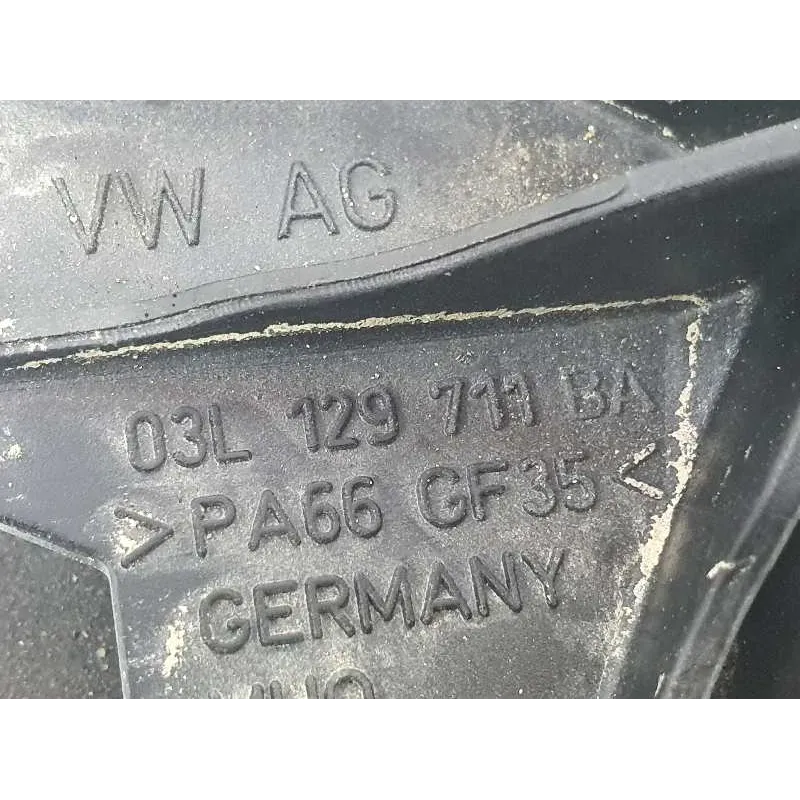 VW AG
03L 129 711 BA
>PA66 GF35<
GERMANY